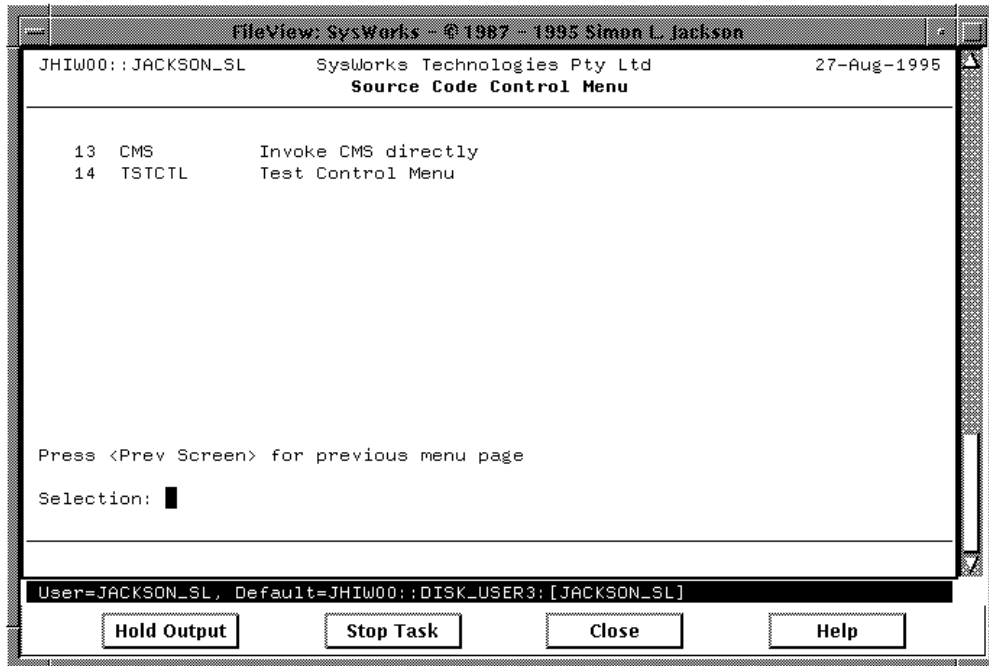 FileView: SysWorks - © 1987 - 1995 Simon L. Jackson
JHIW00::JACKSON_SL SysWorks Technologies Pty Ltd 27-Aug-1995
Source Code Control Menu
13 CMS Invoke CMS directly
14 TSTCTL Test Control Menu
Press <Prev Screen> for previous menu page
Selection:
User=JACKSON_SL, Default=JHIW00::DISK_USER3:[JACKSON_SL]
Hold Output Stop Task Close Help